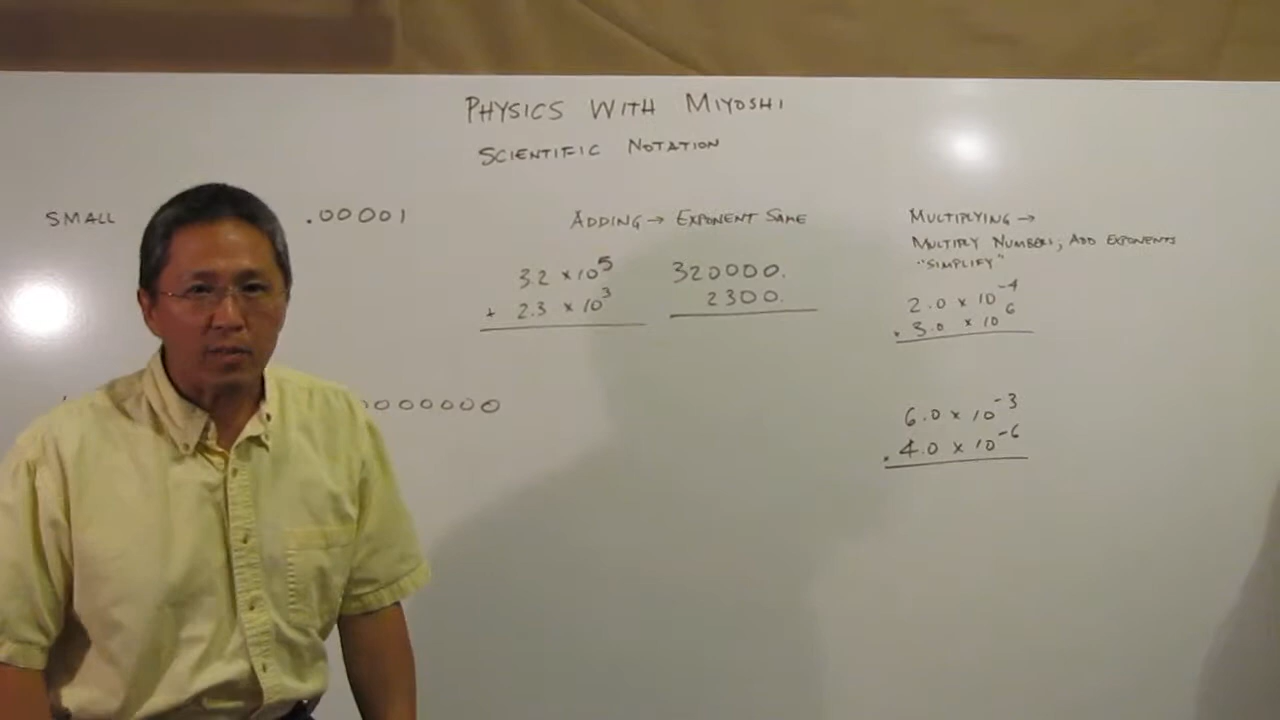 PHYSICS WITH MIYOSHI
SCIENTIFIC NOTATION
SMALL
.00001
ADDING → EXPONENT SAME
3.2 × 10⁵
+ 2.3 × 10³
320000.
2300.
0000000
MULTIPLYING →
MULTIPLY NUMBERS, ADD EXPONENTS
"SIMPLIFY"
2.0 × 10⁻⁴
· 3.0 × 10⁶
6.0 × 10⁻³
· 4.0 × 10⁻⁶